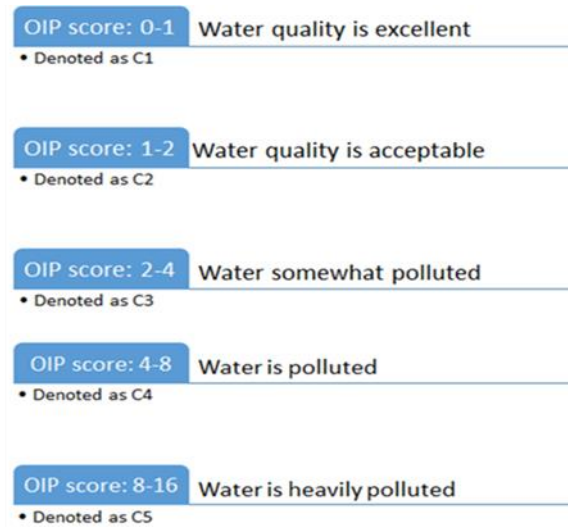 OIP score: 0-1 Water quality is excellent
• Denoted as C1
OIP score: 1-2 Water quality is acceptable
• Denoted as C2
OIP score: 2-4 Water somewhat polluted
• Denoted as C3
OIP score: 4-8 Water is polluted
• Denoted as C4
OIP score: 8-16 Water is heavily polluted
• Denoted as C5